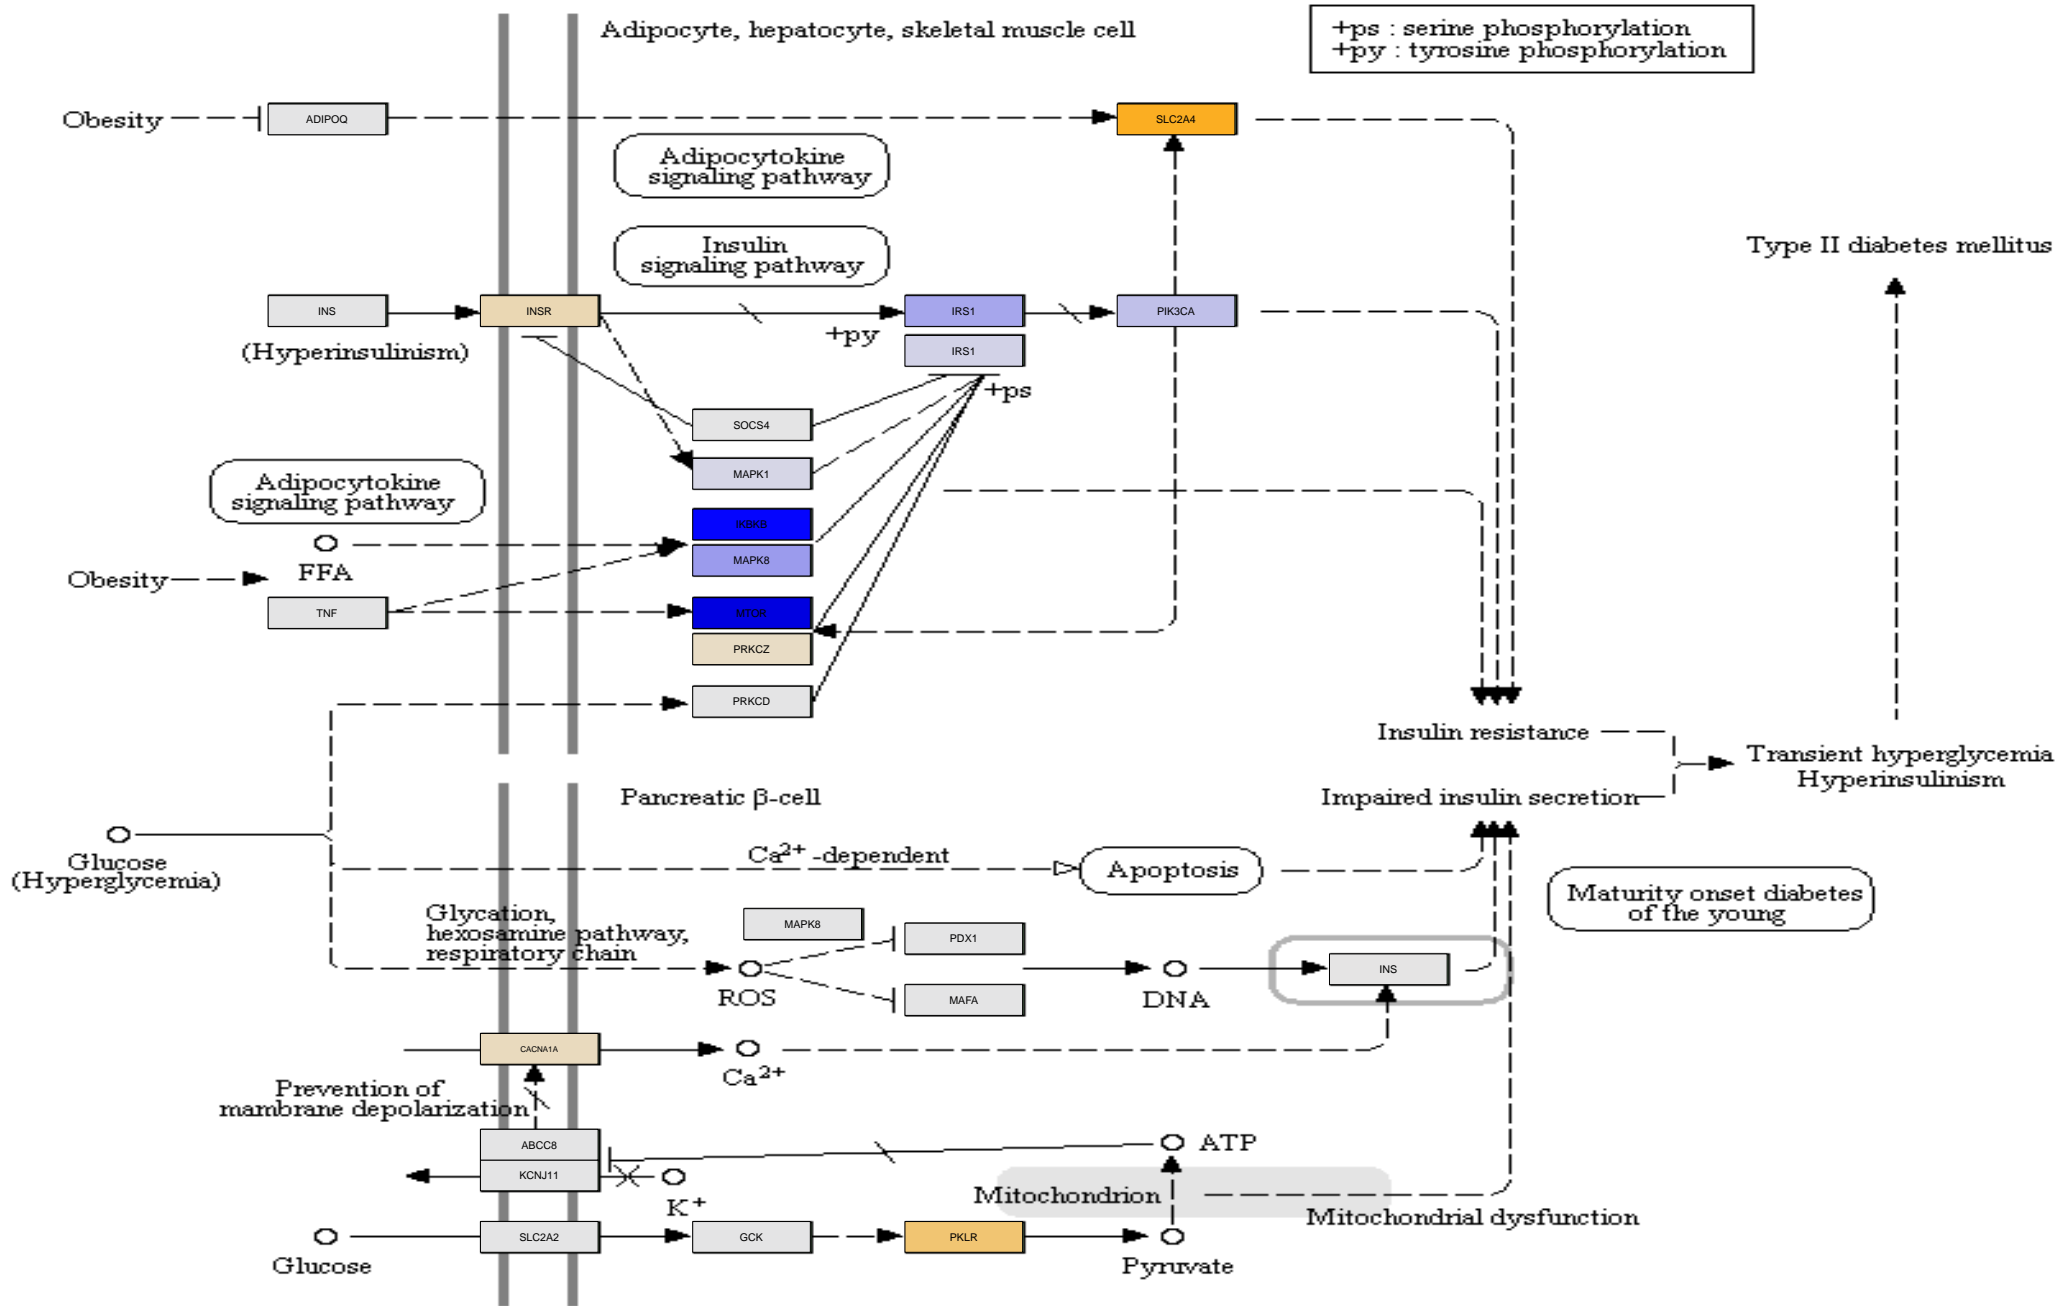 Adipocyte, hepatocyte, skeletal muscle cell
+ps : serine phosphorylation
+py : tyrosine phosphorylation
Obesity
ADIPOQ
SLC2A4
Adipocytokine
signaling pathway
Insulin
signaling pathway
Type II diabetes mellitus
INS
INSR
IRS1
PIK3CA
(Hyperinsulinism)
+py
IRS1
+ps
SOCS4
MAPK1
Adipocytokine
signaling pathway
IKBKB
FFA
MAPK8
Obesity
TNF
MTOR
PRKCZ
PRKCD
Insulin resistance
Transient hyperglycemia
Hyperinsulinism
Pancreatic β-cell
Impaired insulin secretion
Glucose
(Hyperglycemia)
Ca2+ -dependent
Apoptosis
Maturity onset diabetes
of the young
Glycation,
hexosamine pathway,
respiratory chain
MAPK8
PDX1
ROS
MAFA
DNA
INS
CACNA1A
Ca2+
Prevention of
mambrane depolarization
ABCC8
KCNJ11
ATP
K+
Mitochondrion
Mitochondrial dysfunction
SLC2A2
GCK
PKLR
Glucose
Pyruvate